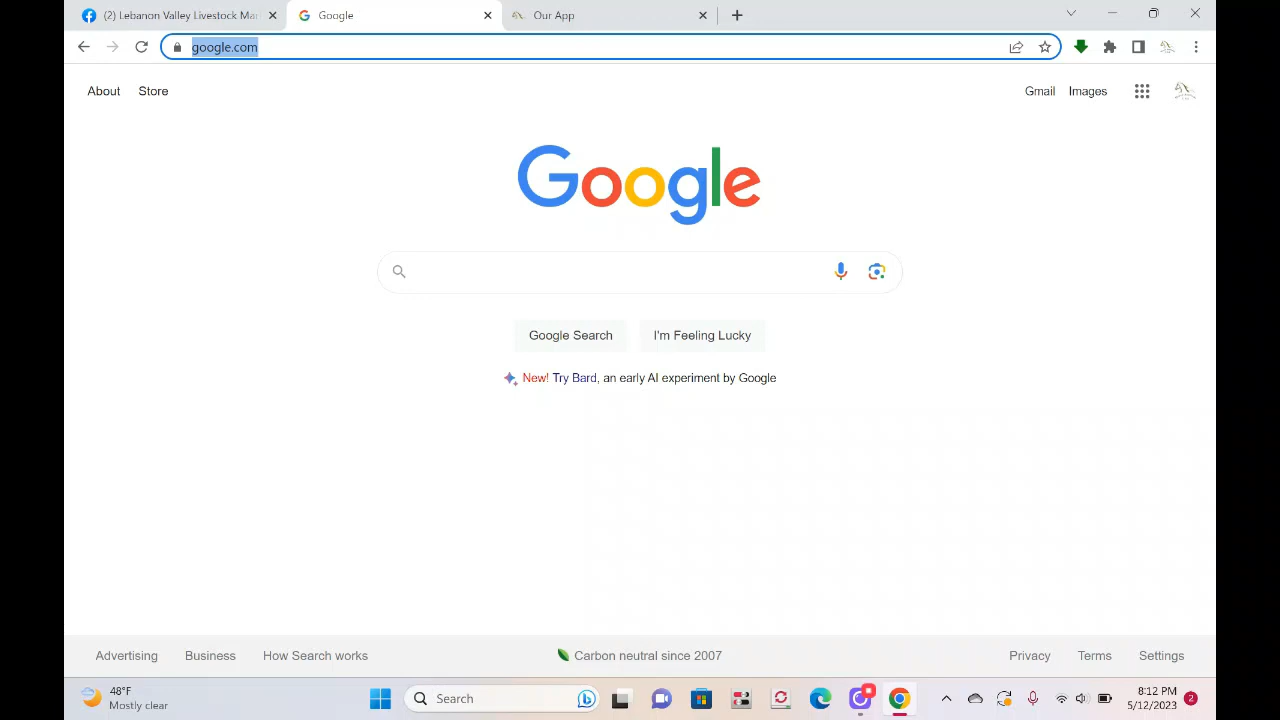 (2) Lebanon Valley Livestock Mar
Google
Our App
google.com
About Store
Gmail Images
Google
Google Search
I'm Feeling Lucky
New! Try Bard, an early AI experiment by Google
Advertising Business How Search works
Carbon neutral since 2007
Privacy Terms Settings
48°F
Mostly clear
Search
8:12 PM
5/12/2023
2